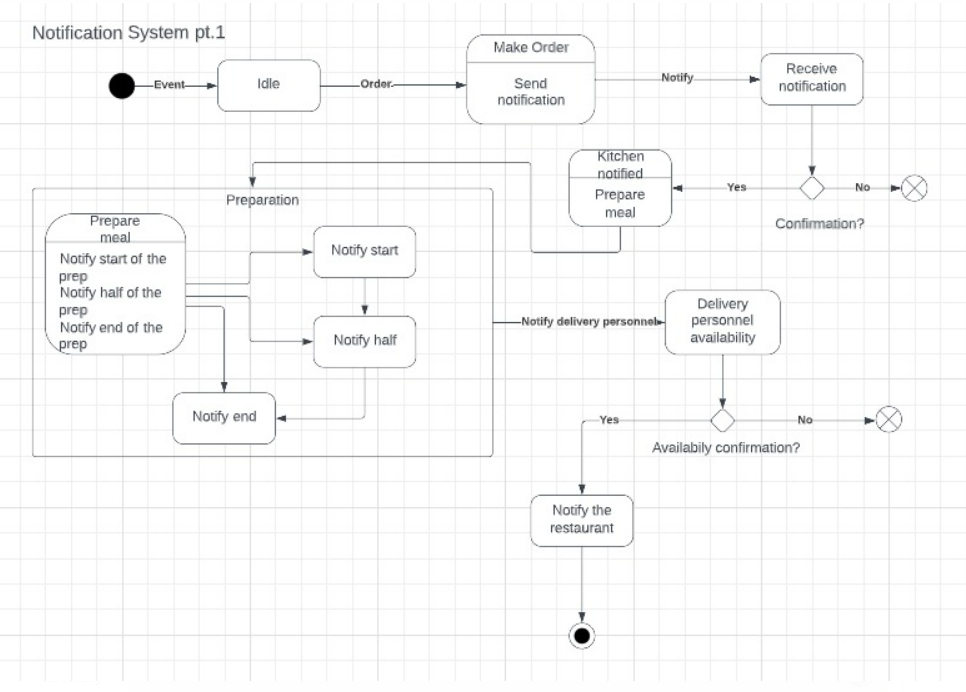 Notification System pt.1
Event
Idle
Order
Make Order
Send
notification
Notify
Receive
notification
Yes
No
Confirmation?
Kitchen
notified
Prepare
meal
Preparation
Prepare
meal
Notify start of the
prep
Notify half of the
prep
Notify end of the
prep
Notify start
Notify half
Notify end
Notify delivery personnel
Delivery
personnel
availability
Yes
No
Availabily confirmation?
Notify the
restaurant